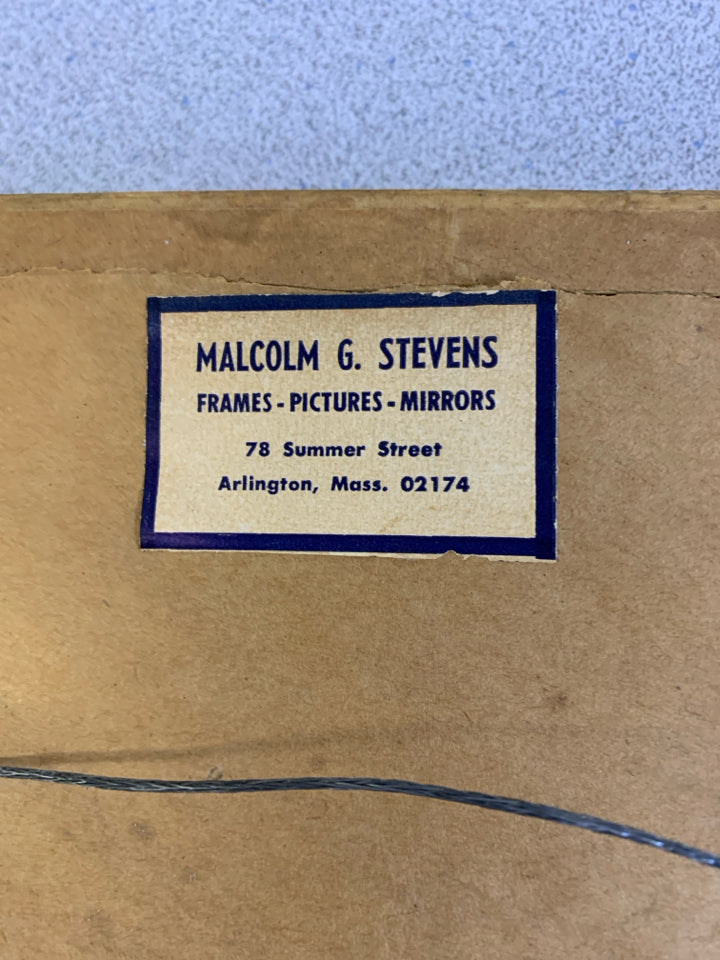 MALCOLM G. STEVENS
FRAMES - PICTURES - MIRRORS
78 Summer Street
Arlington, Mass. 02174